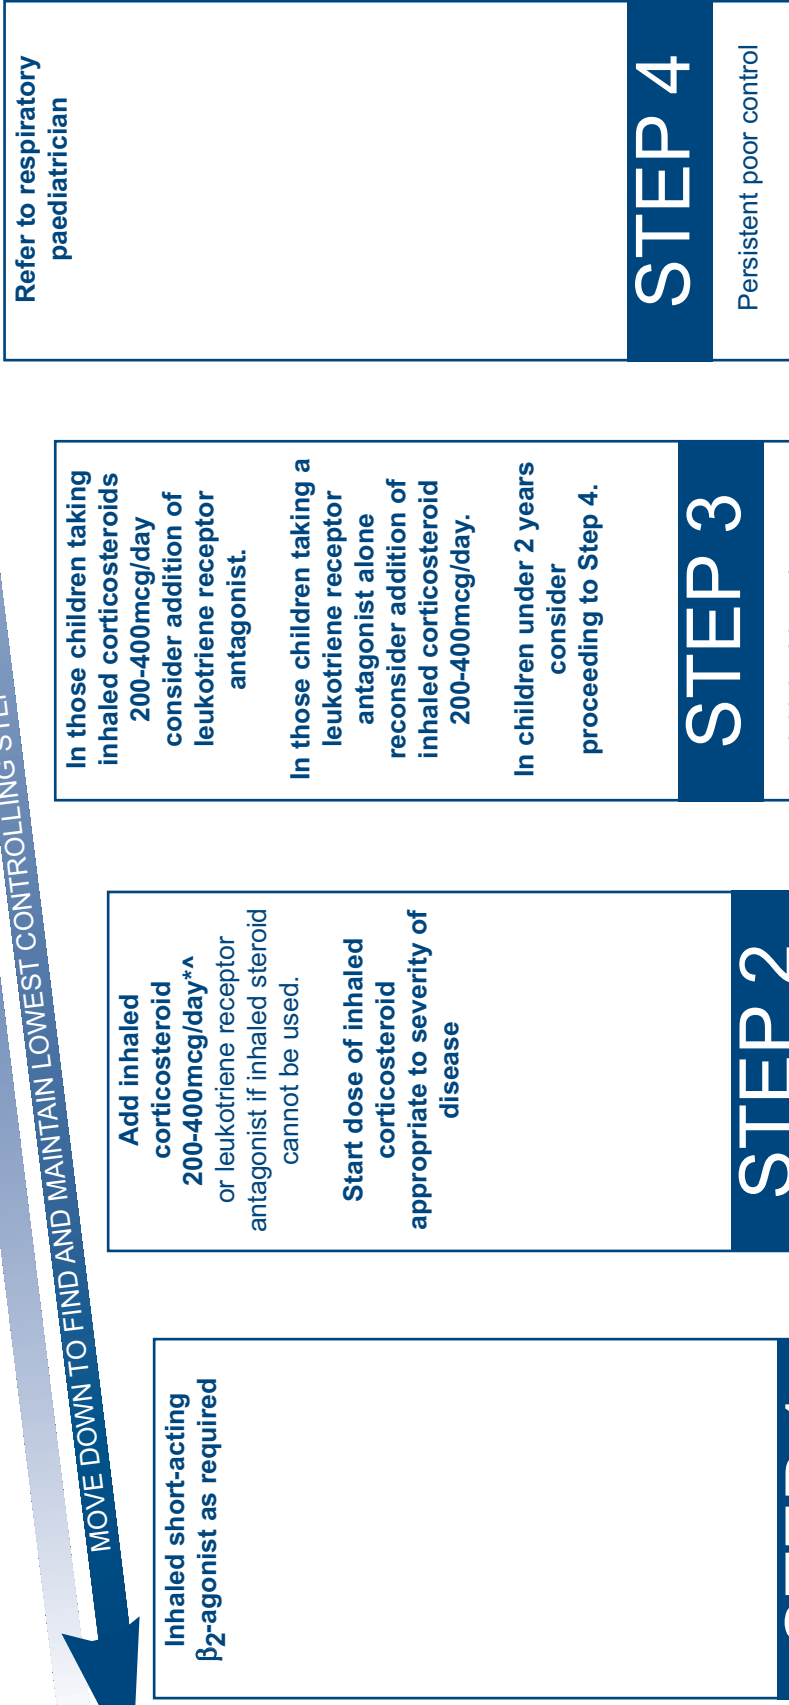 MOVE DOWN TO FIND AND MAINTAIN LOWEST CONTROLLING STEP
Inhaled short-acting
β2-agonist as required
Add inhaled
corticosteroid
200-400mcg/day*^
or leukotriene receptor
antagonist if inhaled steroid
cannot be used.
Start dose of inhaled
corticosteroid
appropriate to severity of
disease
STEP 2
In those children taking
inhaled corticosteroids
200-400mcg/day
consider addition of
leukotriene receptor
antagonist.
In those children taking a
leukotriene receptor
antagonist alone
reconsider addition of
inhaled corticosteroid
200-400mcg/day.
In children under 2 years
consider
proceeding to Step 4.
STEP 3
Refer to respiratory
paediatrician
STEP 4
Persistent poor control